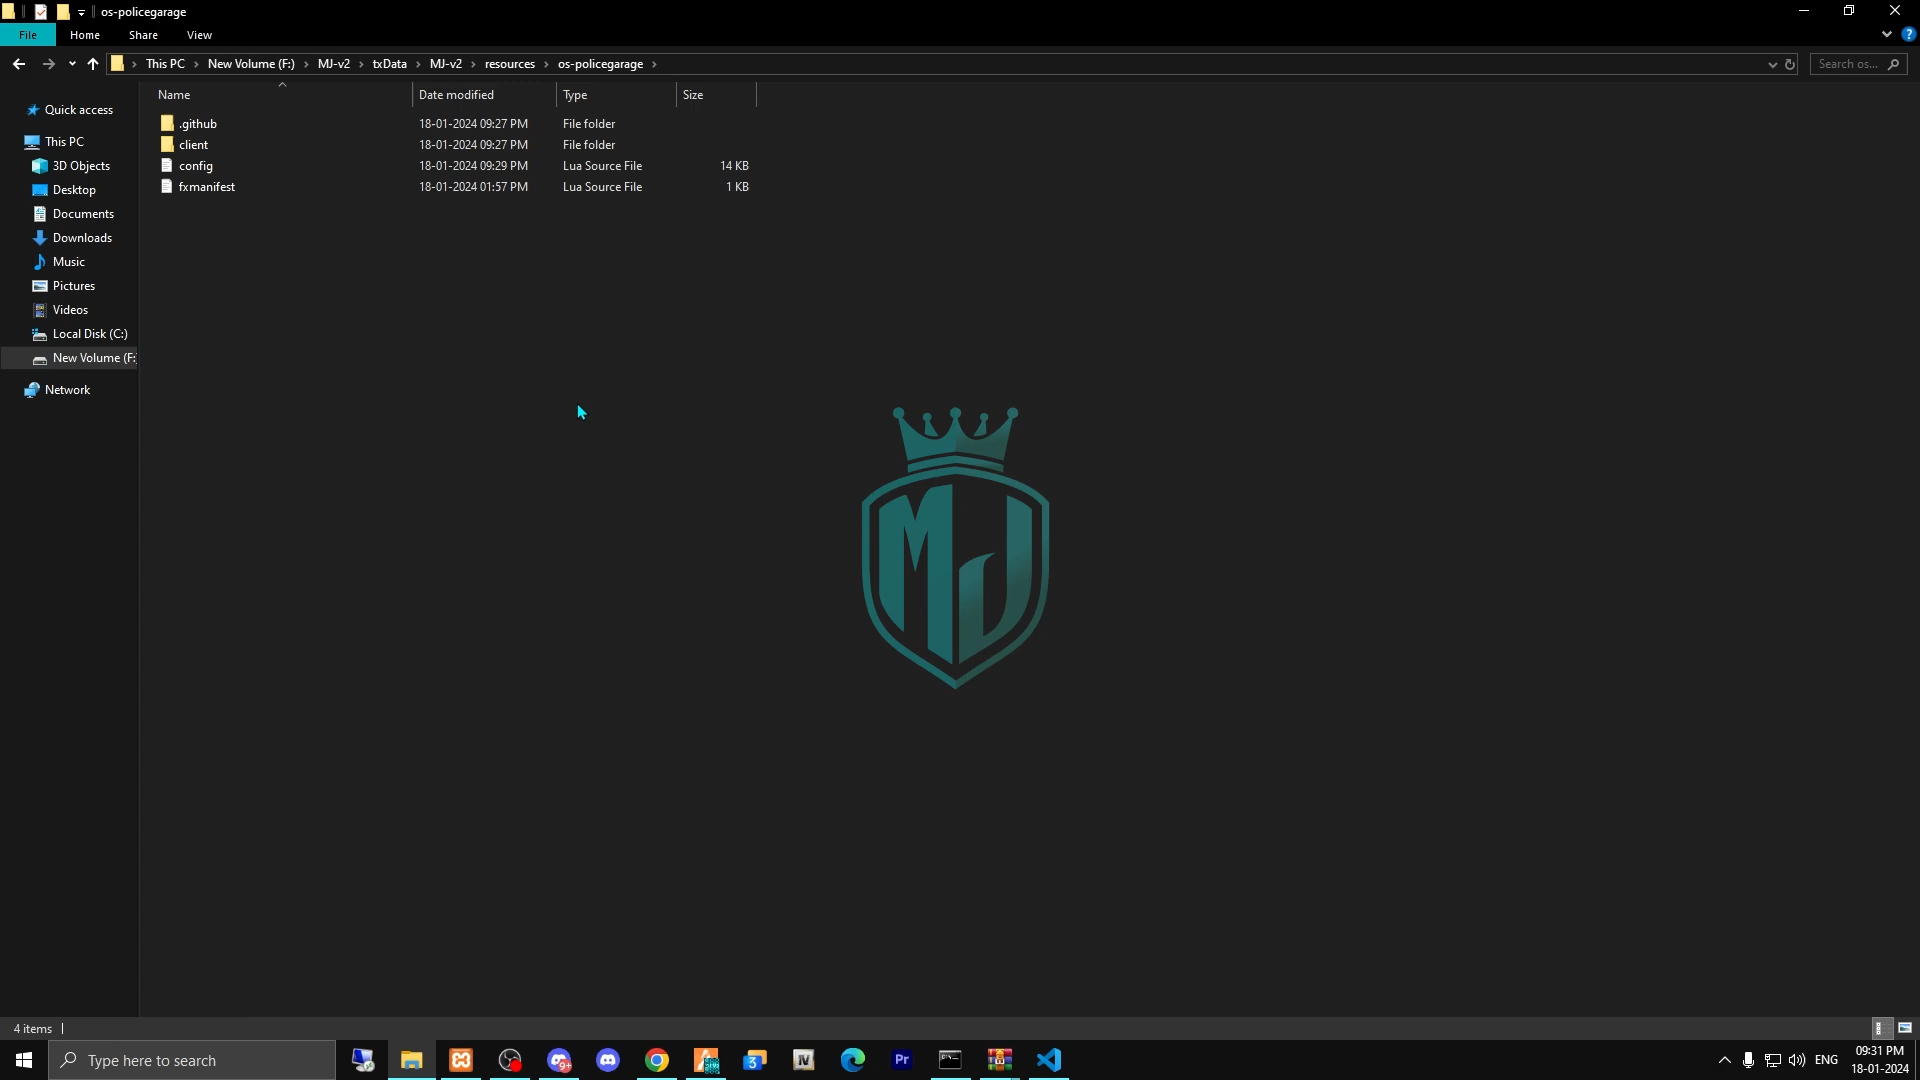 os-policegarage
File Home Share View
This PC New Volume (F:) MJ-v2 txData MJ-v2 resources os-policegarage Search os...
Name Date modified Type Size
.github 18-01-2024 09:27 PM File folder
client 18-01-2024 09:27 PM File folder
config 18-01-2024 09:29 PM Lua Source File 14 KB
fxmanifest 18-01-2024 01:57 PM Lua Source File 1 KB
Quick access
This PC
3D Objects
Desktop
Documents
Downloads
Music
Pictures
Videos
Local Disk (C:)
New Volume (F:
Network
MJ
4 items
Type here to search
9+
3
Pr
ENG
09:31 PM
18-01-2024